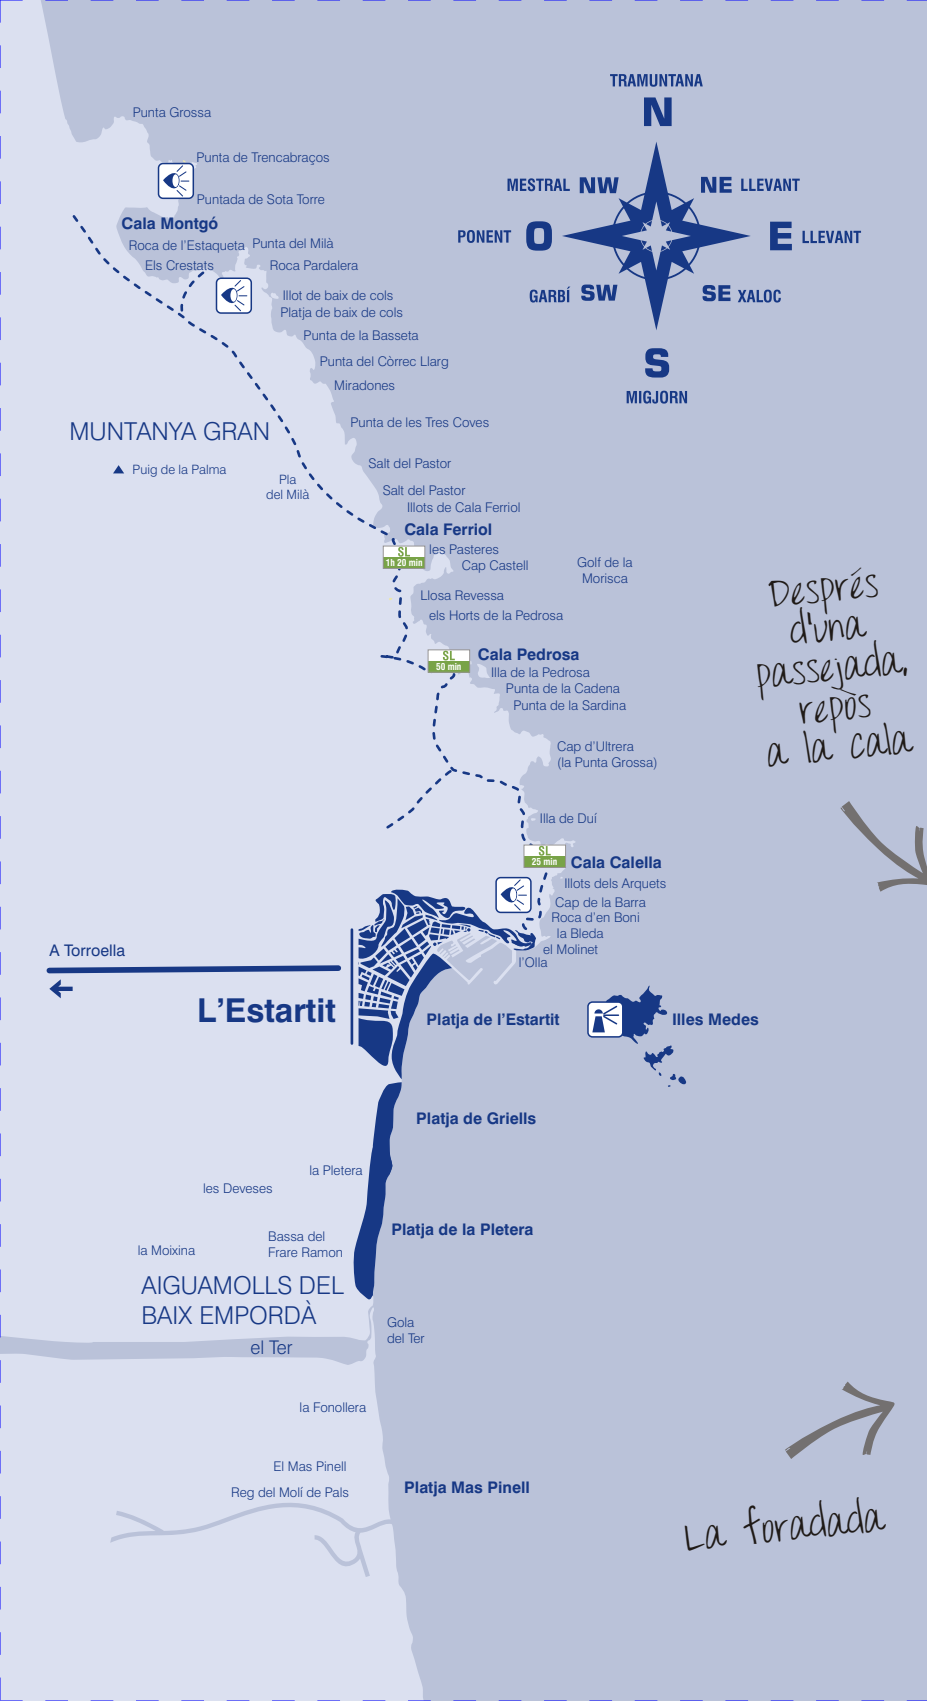 TRAMUNTANA
N
MESTRAL NW
NE LLEVANT
PONENT O
E LLEVANT
GARBÍ SW
SE XALOC
S
MIGJORN
Punta Grossa
Punta de Trencabraços
Puntada de Sota Torre
Cala Montgó
Roca de l'Estaqueta
Punta del Milà
Els Crestats
Roca Pardalera
Illot de baix de cols
Platja de baix de cols
Punta de la Basseta
Punta del Còrrec Llarg
Miradones
Punta de les Tres Coves
MUNTANYA GRAN
Puig de la Palma
Pla
del Milà
Salt del Pastor
Salt del Pastor
Illots de Cala Ferriol
Cala Ferriol
SL
1h 20 min
les Pasteres
Cap Castell
Golf de la
Morisca
Llosa Revessa
els Horts de la Pedrosa
Cala Pedrosa
SL
50 min
Illa de la Pedrosa
Punta de la Cadena
Punta de la Sardina
Cap d'Ultrera
(la Punta Grossa)
Després
d'una
passejada,
repòs
a la cala
Illa de Duí
SL
25 min
Cala Calella
Illots dels Arquets
Cap de la Barra
Roca d'en Boni
la Bleda
el Molinet
l'Olla
A Torroella
L'Estartit
Platja de l'Estartit
Illes Medes
Platja de Griells
la Pletera
les Deveses
Platja de la Pletera
Bassa del
Frare Ramon
la Moixina
AIGUAMOLLS DEL
BAIX EMPORDÀ
Gola
del Ter
el Ter
la Fonollera
El Mas Pinell
Platja Mas Pinell
Reg del Molí de Pals
La foradada